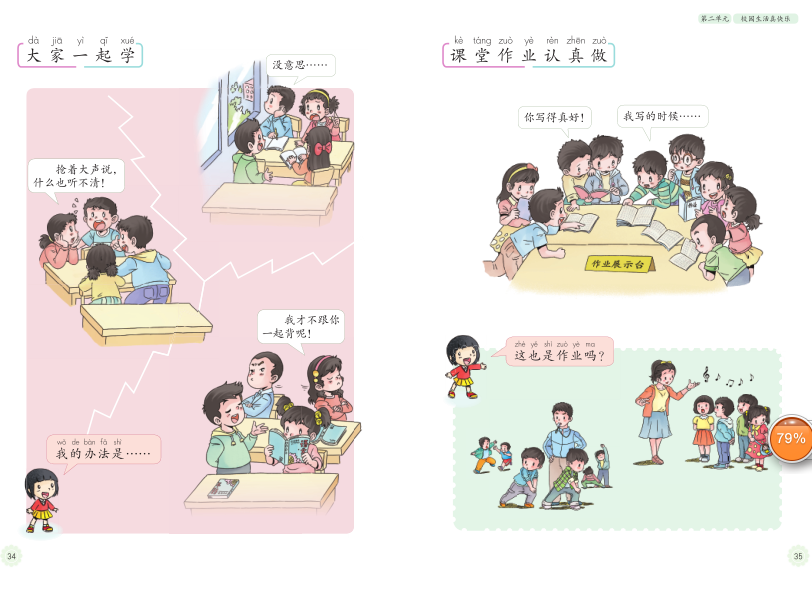 dà jiā yì qǐ xué
大家一起学
没意思……
抢着大声说，
什么也听不清！
我才不跟你
一起背呢！
wǒ de bàn fǎ shì
我的办法是……
34
第二单元 校园生活真快乐
kè táng zuò yè rèn zhēn zuò
课堂作业认真做
你写得真好！
我写的时候……
作业展示台
zhè yě shì zuò yè ma
这也是作业吗？
79%
35